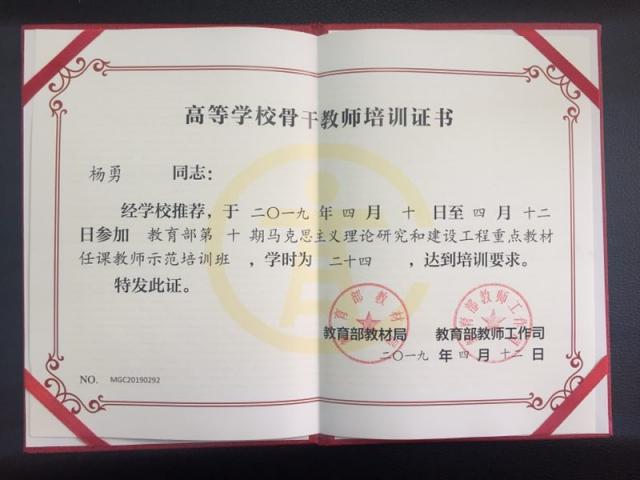 高等学校骨干教师培训证书
杨勇 同志：
经学校推荐，于 二〇一九 年 四 月 十 日至 四 月 十二
日参加 教育部第 十 期马克思主义理论研究和建设工程重点教材
任课教师示范培训班 ，学时为 二十四 ，达到培训要求。
特发此证。
教育部教材局 教育部教师工作司
二〇一九 年 四 月 十二 日
NO. MGC20190292